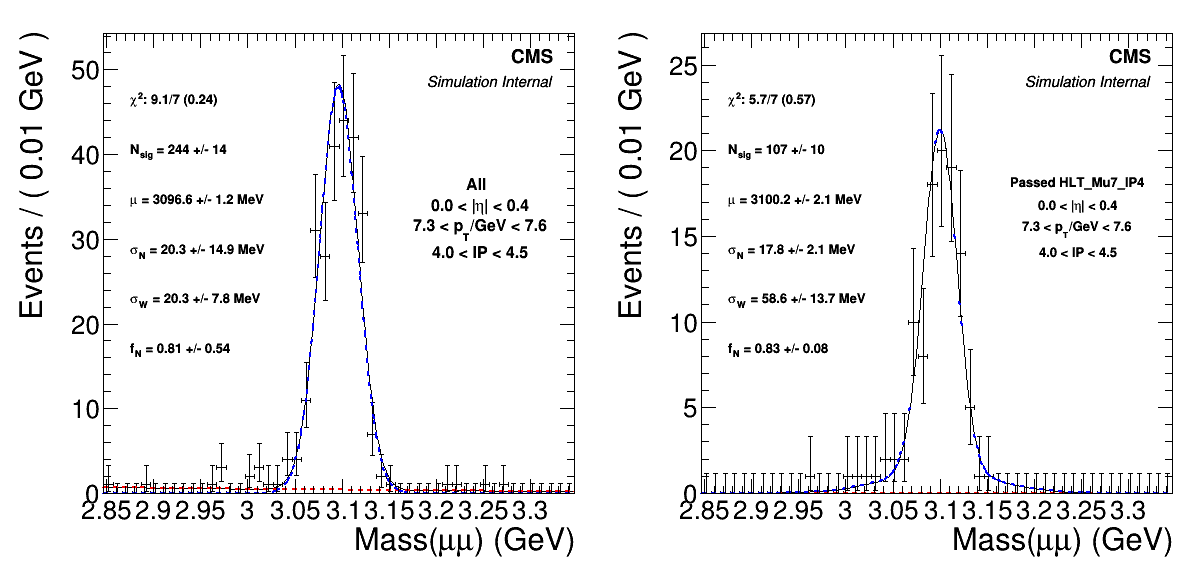 CMS
Simulation Internal
χ²: 9.1/7 (0.24)
N_sig = 244 +/- 14
μ = 3096.6 +/- 1.2 MeV
σ_N = 20.3 +/- 14.9 MeV
σ_W = 20.3 +/- 7.8 MeV
f_N = 0.81 +/- 0.54
All
0.0 < |η| < 0.4
7.3 < p_T/GeV < 7.6
4.0 < IP < 4.5
Events / ( 0.01 GeV )
50
40
30
20
10
0
2.85 2.9 2.95 3 3.05 3.1 3.15 3.2 3.25 3.3
Mass(μμ) (GeV)
CMS
Simulation Internal
χ²: 5.7/7 (0.57)
N_sig = 107 +/- 10
μ = 3100.2 +/- 2.1 MeV
σ_N = 17.8 +/- 2.1 MeV
σ_W = 58.6 +/- 13.7 MeV
f_N = 0.83 +/- 0.08
Passed HLT_Mu7_IP4
0.0 < |η| < 0.4
7.3 < p_T/GeV < 7.6
4.0 < IP < 4.5
Events / ( 0.01 GeV )
25
20
15
10
5
0
2.85 2.9 2.95 3 3.05 3.1 3.15 3.2 3.25 3.3
Mass(μμ) (GeV)